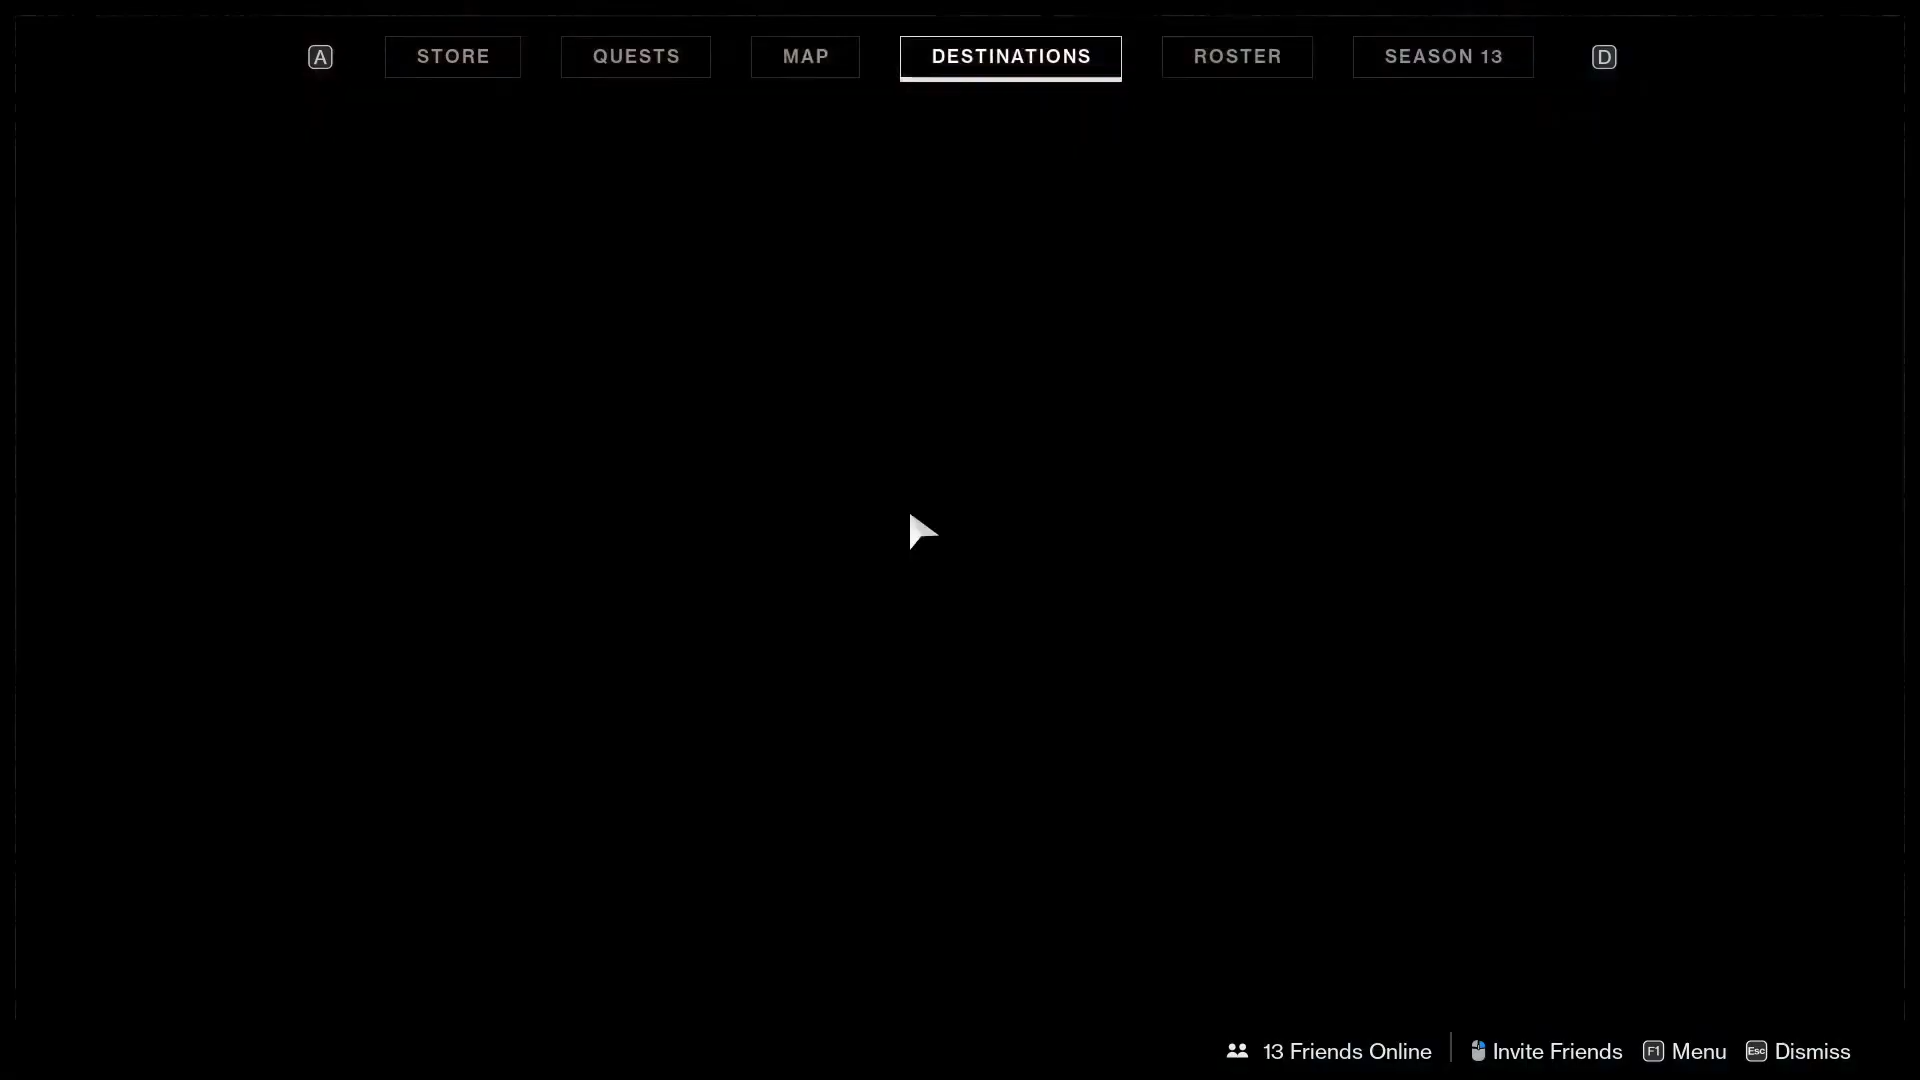 A STORE QUESTS MAP DESTINATIONS ROSTER SEASON 13 D
13 Friends Online Invite Friends F1 Menu Esc Dismiss